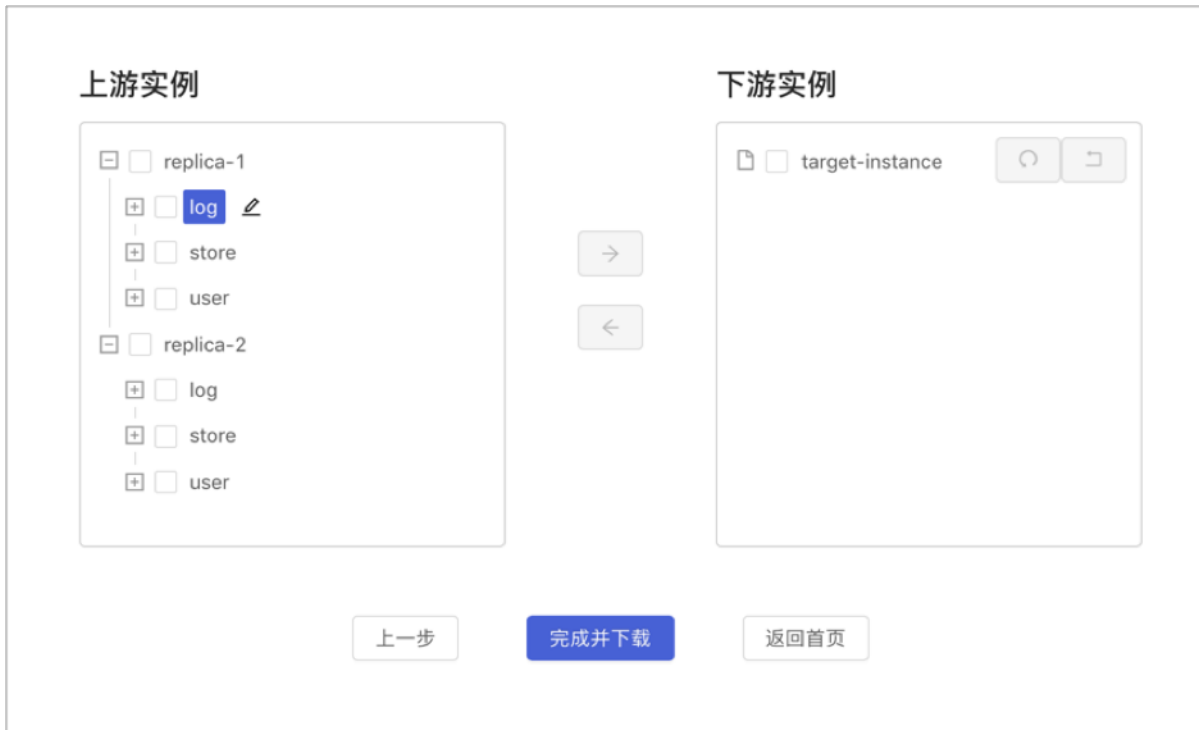 上游实例
下游实例
replica-1
log
store
user
replica-2
log
store
user
target-instance
上一步
完成并下载
返回首页